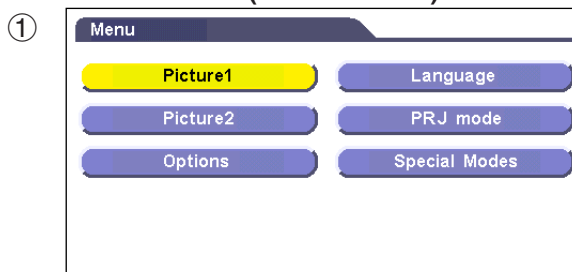 ①
Menu
Picture1
Language
Picture2
PRJ mode
Options
Special Modes